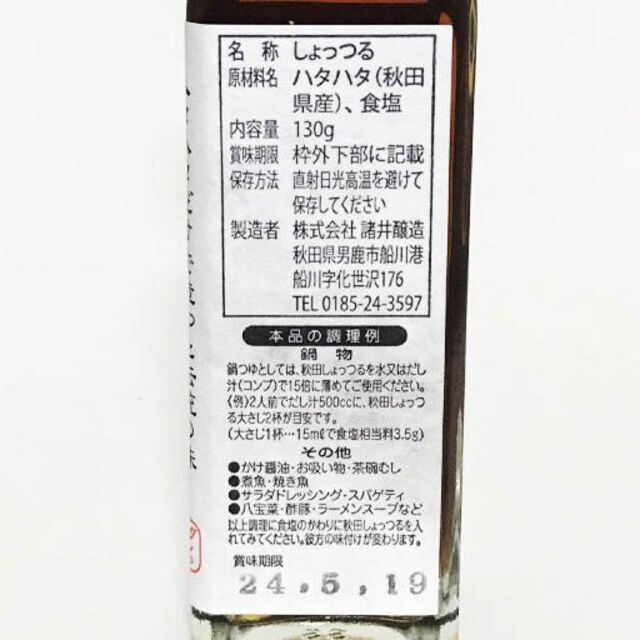 名称 しょっつる
原材料名 ハタハタ(秋田
県産)、食塩
内容量 130g
賞味期限 枠外下部に記載
保存方法 直射日光高温を避けて
保存してください
製造者 株式会社 諸井醸造
秋田県男鹿市船川港
船川字化世沢176
TEL 0185-24-3597
本品の調理例
鍋物
鍋つゆとしては、秋田しょっつるを水又はだし
汁(コンブ)で15倍に薄めてご使用ください。
《例》2人前でだし汁500ccに、秋田しょっつ
る大さじ2杯が目安です。
(大さじ1杯…15mlで食塩相当料3.5g)
その他
●かけ醤油・お吸い物・茶碗むし
●煮魚・焼き魚
●サラダドレッシング・スパゲティ
●八宝菜・酢豚・ラーメンスープなど
以上調理に食塩のかわりに秋田しょっつるを入
れてみてください。彼方の味付けが変わります。
賞味期限
24.5.19